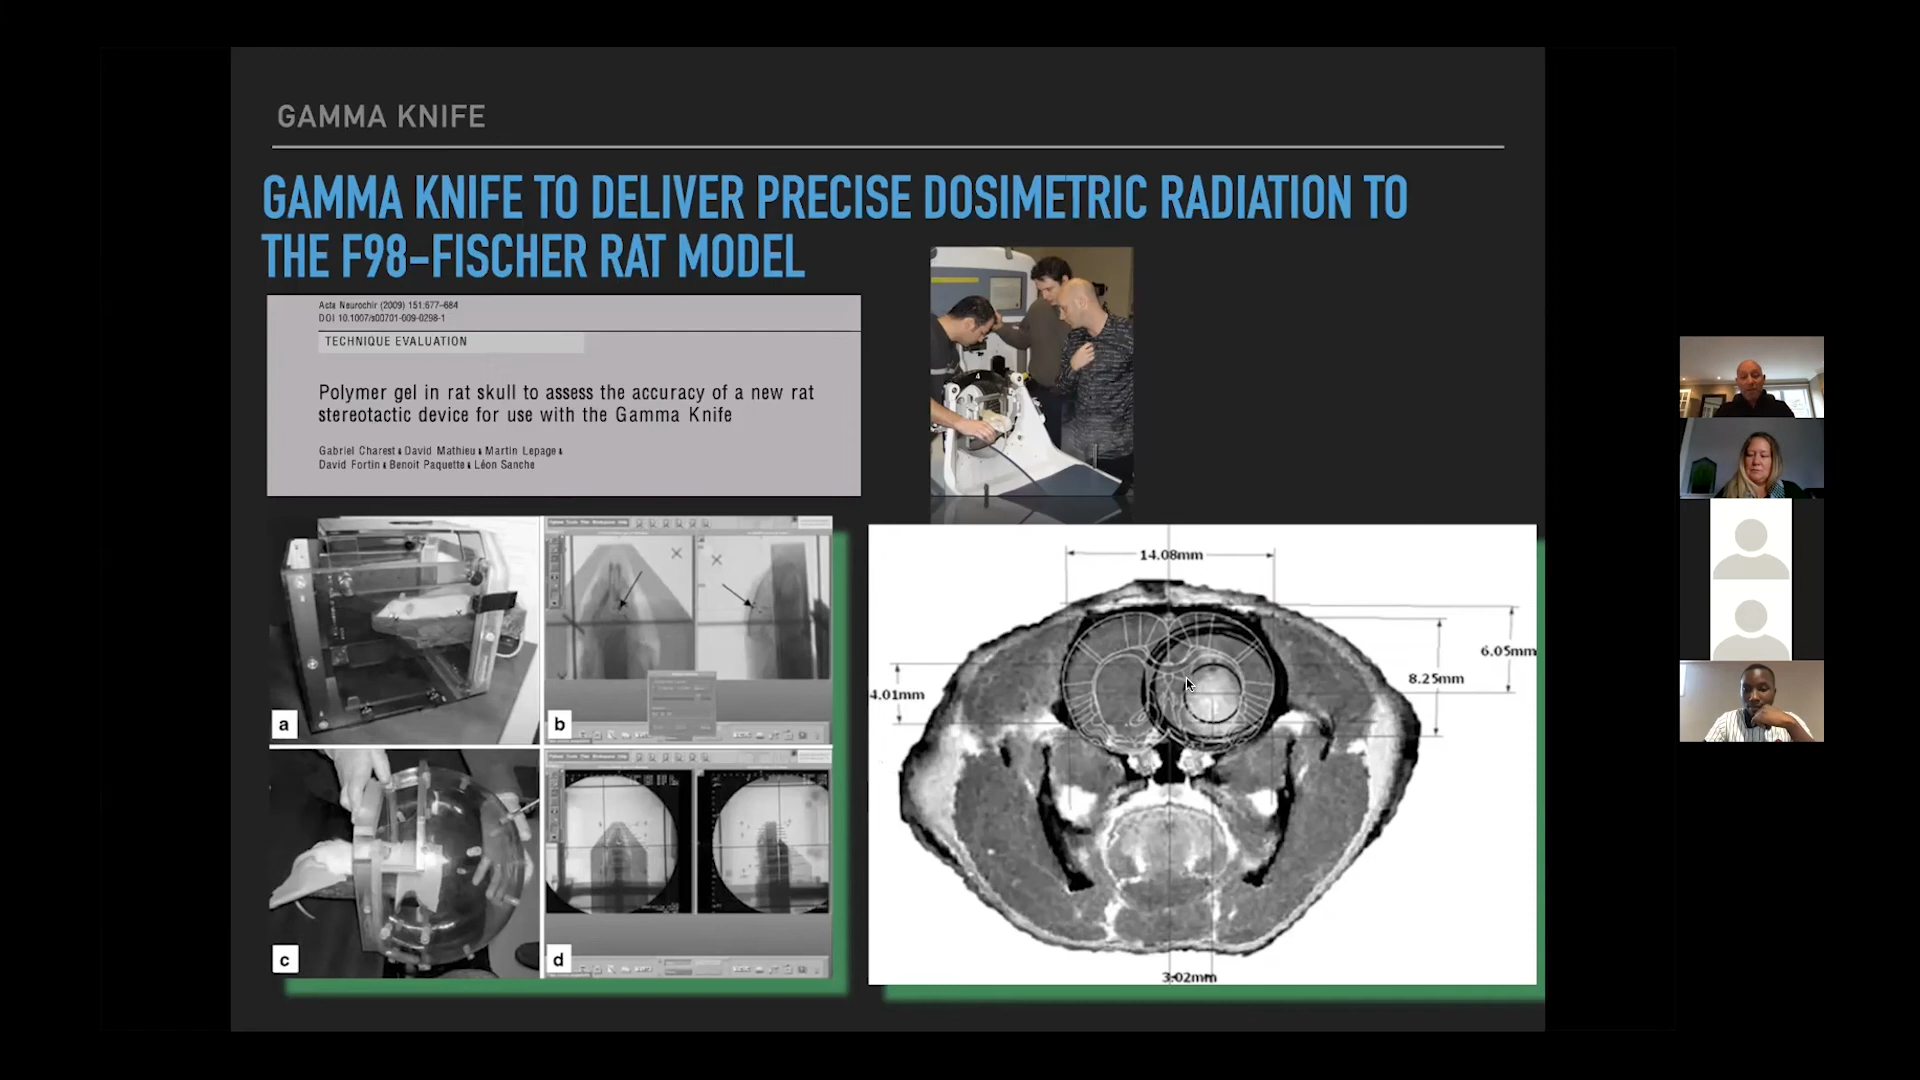 GAMMA KNIFE
GAMMA KNIFE TO DELIVER PRECISE DOSIMETRIC RADIATION TO
THE F98-FISCHER RAT MODEL
Acta Neurochir (2009) 151:677–684
DOI 10.1007/s00701-009-0298-1
TECHNIQUE EVALUATION
Polymer gel in rat skull to assess the accuracy of a new rat
stereotactic device for use with the Gamma Knife
Gabriel Charest & David Mathieu & Martin Lepage &
David Fortin & Benoit Paquette & Léon Sanche
4
a
b
c
d
14.08mm
6.05mm
8.25mm
4.01mm
3.02mm